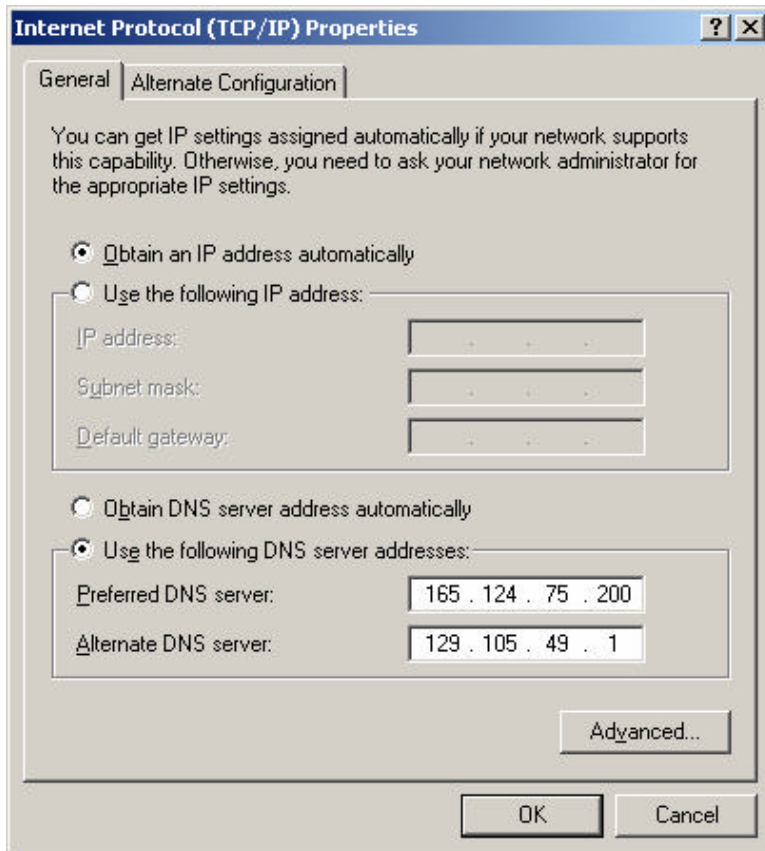 Internet Protocol (TCP/IP) Properties
General
Alternate Configuration
You can get IP settings assigned automatically if your network supports
this capability. Otherwise, you need to ask your network administrator for
the appropriate IP settings.
Obtain an IP address automatically
Use the following IP address:
IP address:
Subnet mask:
Default gateway:
Obtain DNS server address automatically
Use the following DNS server addresses:
Preferred DNS server: 165 . 124 . 75 . 200
Alternate DNS server: 129 . 105 . 49 . 1
Advanced...
OK Cancel